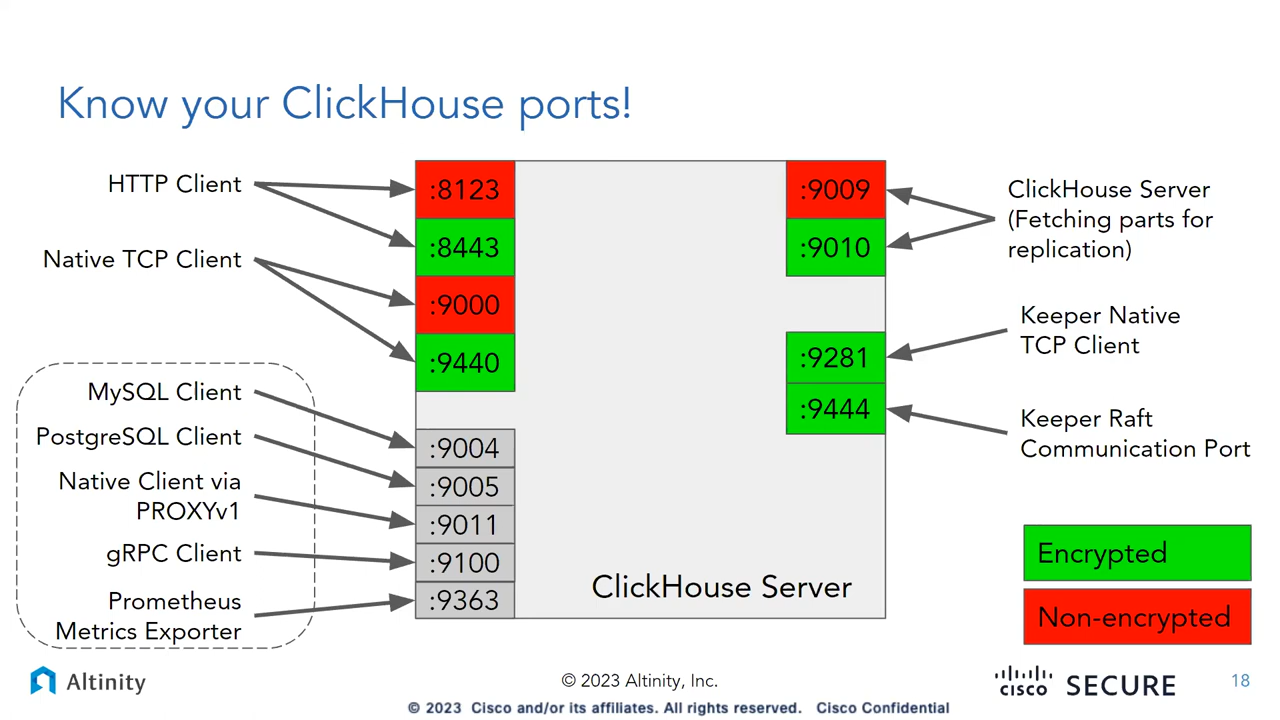 Know your ClickHouse ports!
HTTP Client
Native TCP Client
MySQL Client
PostgreSQL Client
Native Client via
PROXYv1
gRPC Client
Prometheus
Metrics Exporter
:8123
:8443
:9000
:9440
:9004
:9005
:9011
:9100
:9363
ClickHouse Server
:9009
:9010
:9281
:9444
ClickHouse Server
(Fetching parts for
replication)
Keeper Native
TCP Client
Keeper Raft
Communication Port
Encrypted
Non-encrypted
Altinity
© 2023 Altinity, Inc.
© 2023 Cisco and/or its affiliates. All rights reserved. Cisco Confidential
CISCO SECURE
18